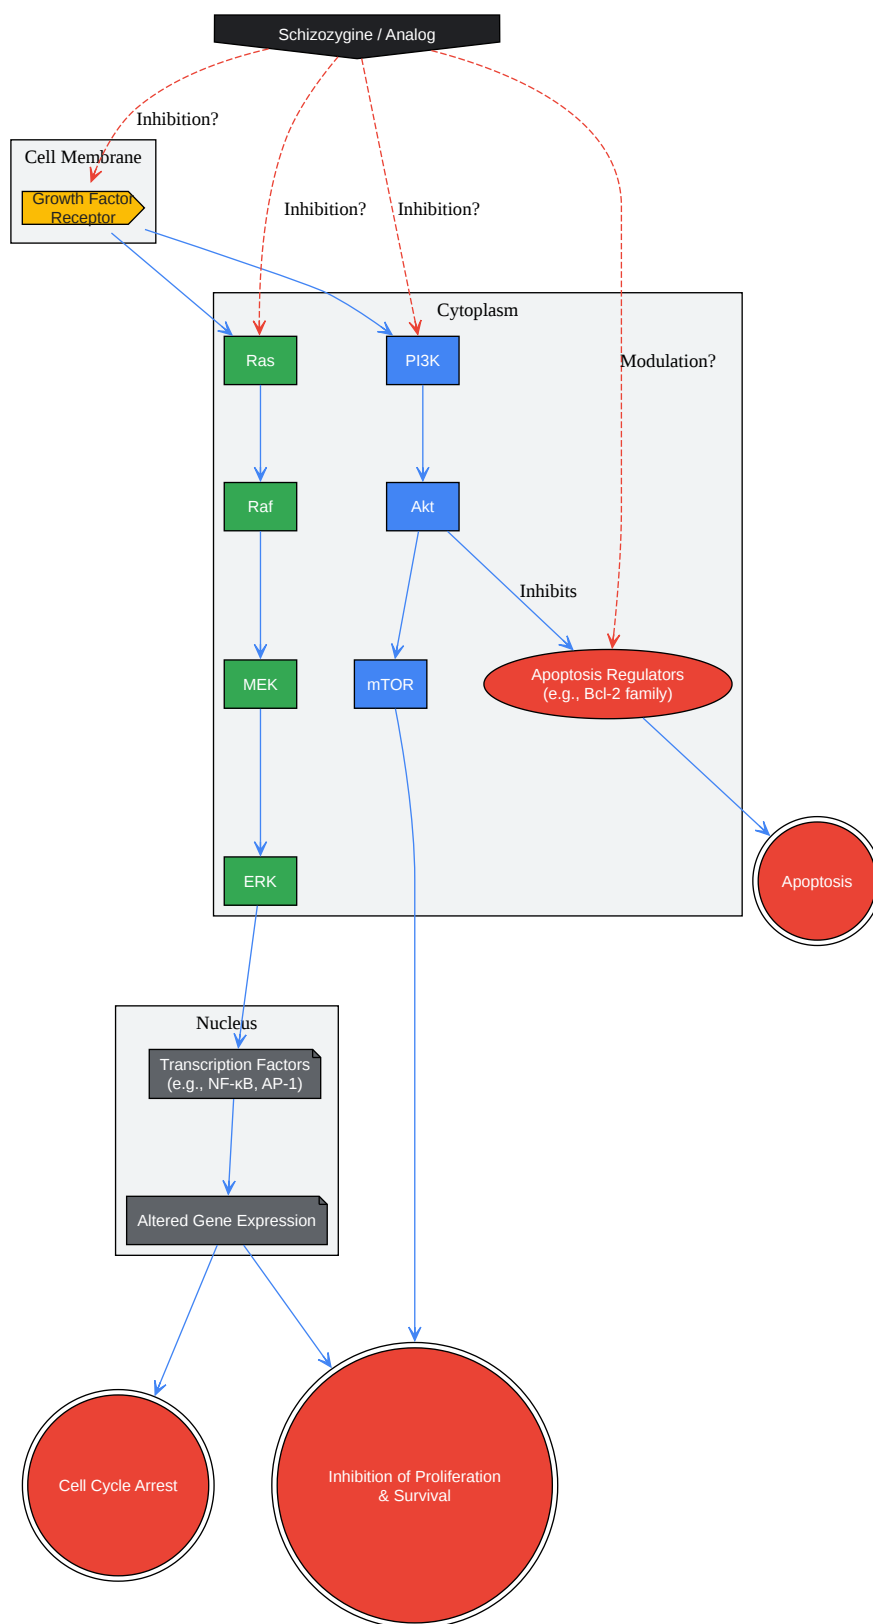 Schizozygine / Analog
Inhibition?
Cell Membrane
Growth Factor
Receptor
Inhibition?
Inhibition?
Cytoplasm
Ras
PI3K
Modulation?
Raf
Akt
Inhibits
MEK
mTOR
Apoptosis Regulators
(e.g., Bcl-2 family)
ERK
Apoptosis
Nucleus
Transcription Factors
(e.g., NF-κB, AP-1)
Altered Gene Expression
Cell Cycle Arrest
Inhibition of Proliferation
& Survival